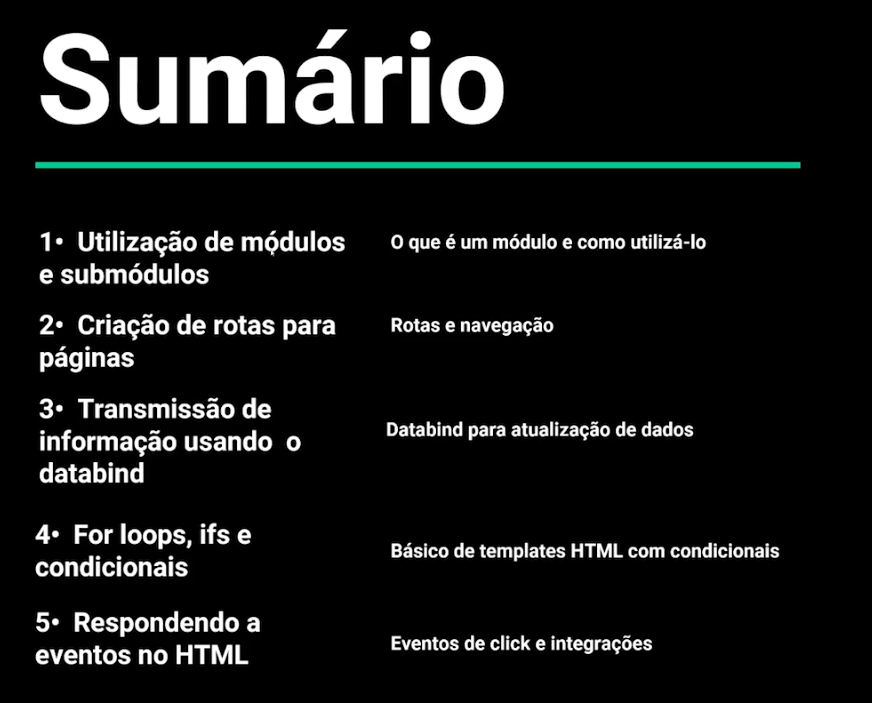 Sumário
1• Utilização de módulos
e submódulos
O que é um módulo e como utilizá-lo
2• Criação de rotas para
páginas
Rotas e navegação
3• Transmissão de
informação usando o
databind
Databind para atualização de dados
4• For loops, ifs e
condicionais
Básico de templates HTML com condicionais
5• Respondendo a
eventos no HTML
Eventos de click e integrações